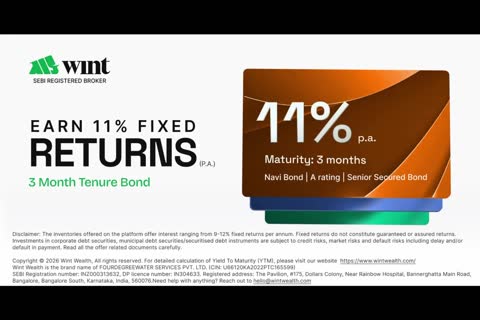 wint
SEBI REGISTERED BROKER
EARN 11% FIXED
RETURNS (P.A.)
3 Month Tenure Bond
11% p.a.
Maturity: 3 months
Navi Bond | A rating | Senior Secured Bond
Disclaimer: The inventories offered on the platform offer interest ranging from 9-12% fixed returns per annum. Fixed returns do not constitute guaranteed or assured returns.
Investments in corporate debt securities, municipal debt securities/securitised debt instruments are subject to credit risks, market risks and default risks including delay and/or
default in payment. Read all the offer related documents carefully.
Copyright © 2026 Wint Wealth, All rights reserved. For detailed calculation of Yield To Maturity (YTM), please visit our website https://www.wintwealth.com/
Wint Wealth is the brand name of FOURDEGREEWATER SERVICES PVT. LTD. (CIN: U66120KA2022PTC165599)
SEBI Registration number: INZ000313632, DP licence number: IN304633. Registered address: The Pavilion, #175, Dollars Colony, Near Rainbow Hospital, Bannerghatta Main Road,
Bangalore, Bangalore South, Karnataka, India, 560076.Need help with anything? Reach out to hello@wintwealth.com